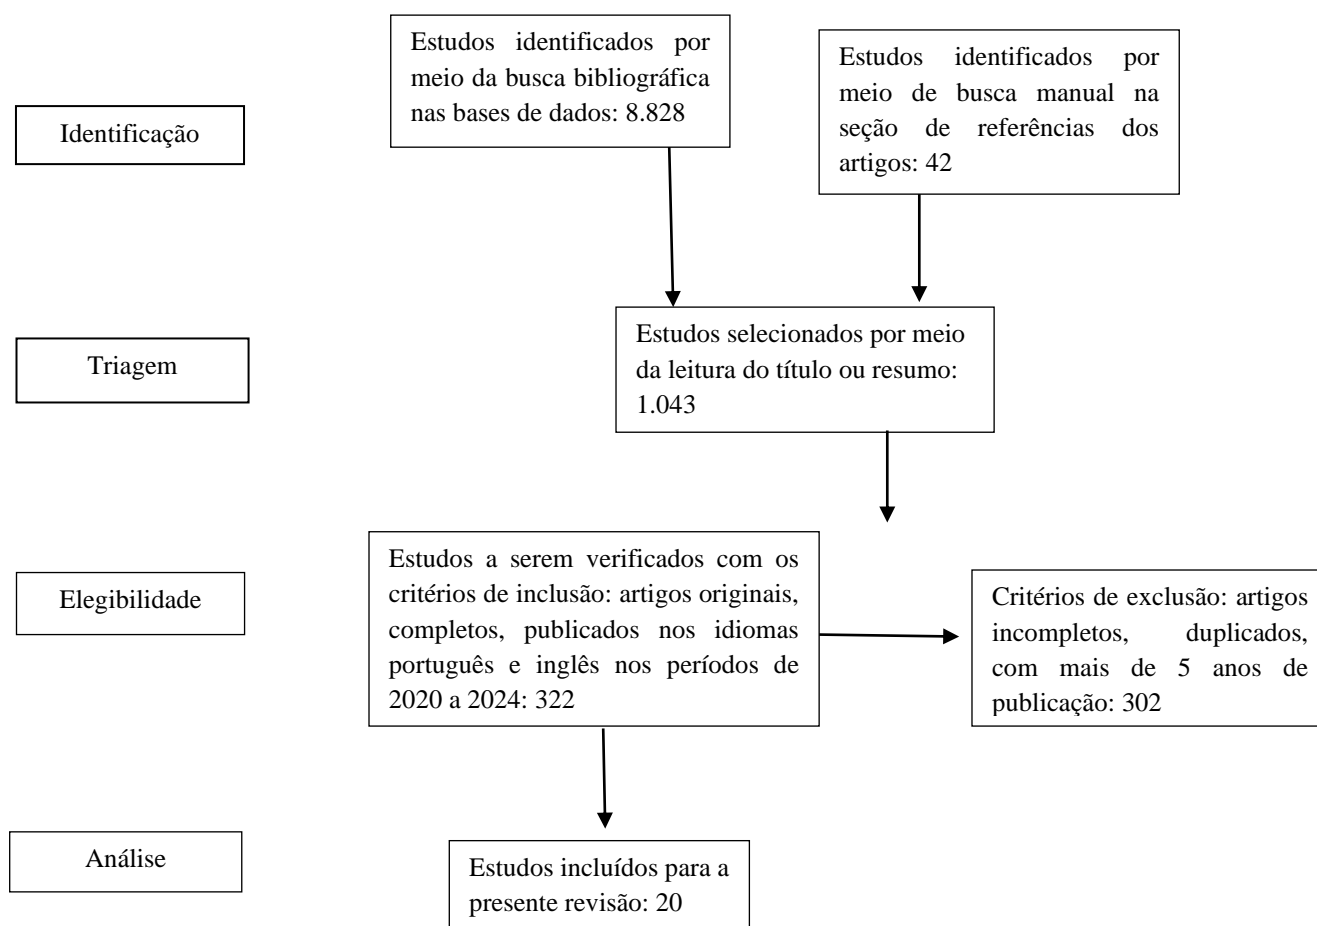 Identificação
Estudos identificados por
meio da busca bibliográfica
nas bases de dados: 8.828
Estudos identificados por
meio de busca manual na
seção de referências dos
artigos: 42
Triagem
Estudos selecionados por meio
da leitura do título ou resumo:
1.043
Elegibilidade
Estudos a serem verificados com os
critérios de inclusão: artigos originais,
completos, publicados nos idiomas
português e inglês nos períodos de
2020 a 2024: 322
Critérios de exclusão: artigos
incompletos, duplicados,
com mais de 5 anos de
publicação: 302
Análise
Estudos incluídos para a
presente revisão: 20